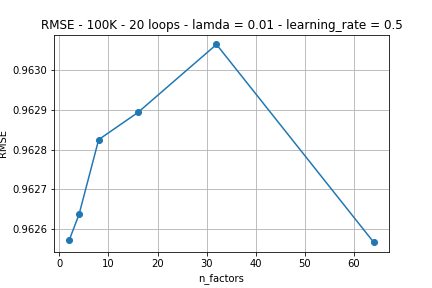 RMSE - 100K - 20 loops - lamda = 0.01 - learning_rate = 0.5
RMSE
0.9630
0.9629
0.9628
0.9627
0.9626
0 10 20 30 40 50 60
n_factors